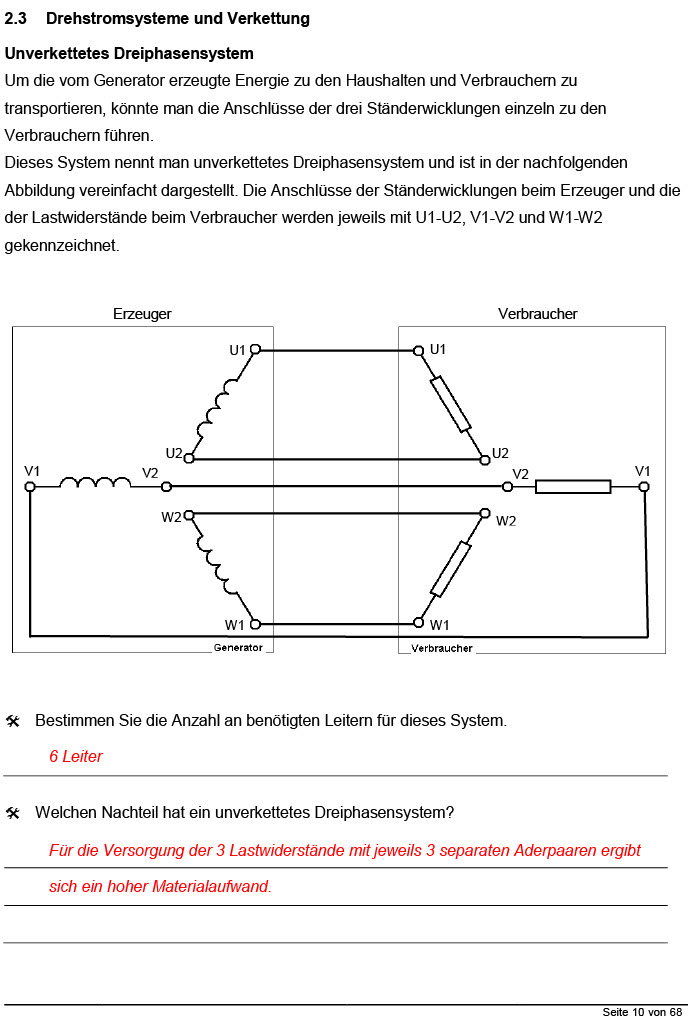 2.3 Drehstromsysteme und Verkettung
Unverkettetes Dreiphasensystem
Um die vom Generator erzeugte Energie zu den Haushalten und Verbrauchern zu
transportieren, könnte man die Anschlüsse der drei Ständerwicklungen einzeln zu den
Verbrauchern führen.
Dieses System nennt man unverkettetes Dreiphasensystem und ist in der nachfolgenden
Abbildung vereinfacht dargestellt. Die Anschlüsse der Ständerwicklungen beim Erzeuger und die
der Lastwiderstände beim Verbraucher werden jeweils mit U1-U2, V1-V2 und W1-W2
gekennzeichnet.
Erzeuger Verbraucher
U1 U1
U2 U2
V1 V2 V2 V1
W2 W2
W1 W1
Generator Verbraucher
Bestimmen Sie die Anzahl an benötigten Leitern für dieses System.
6 Leiter
Welchen Nachteil hat ein unverkettetes Dreiphasensystem?
Für die Versorgung der 3 Lastwiderstände mit jeweils 3 separaten Aderpaaren ergibt
sich ein hoher Materialaufwand.
Seite 10 von 68